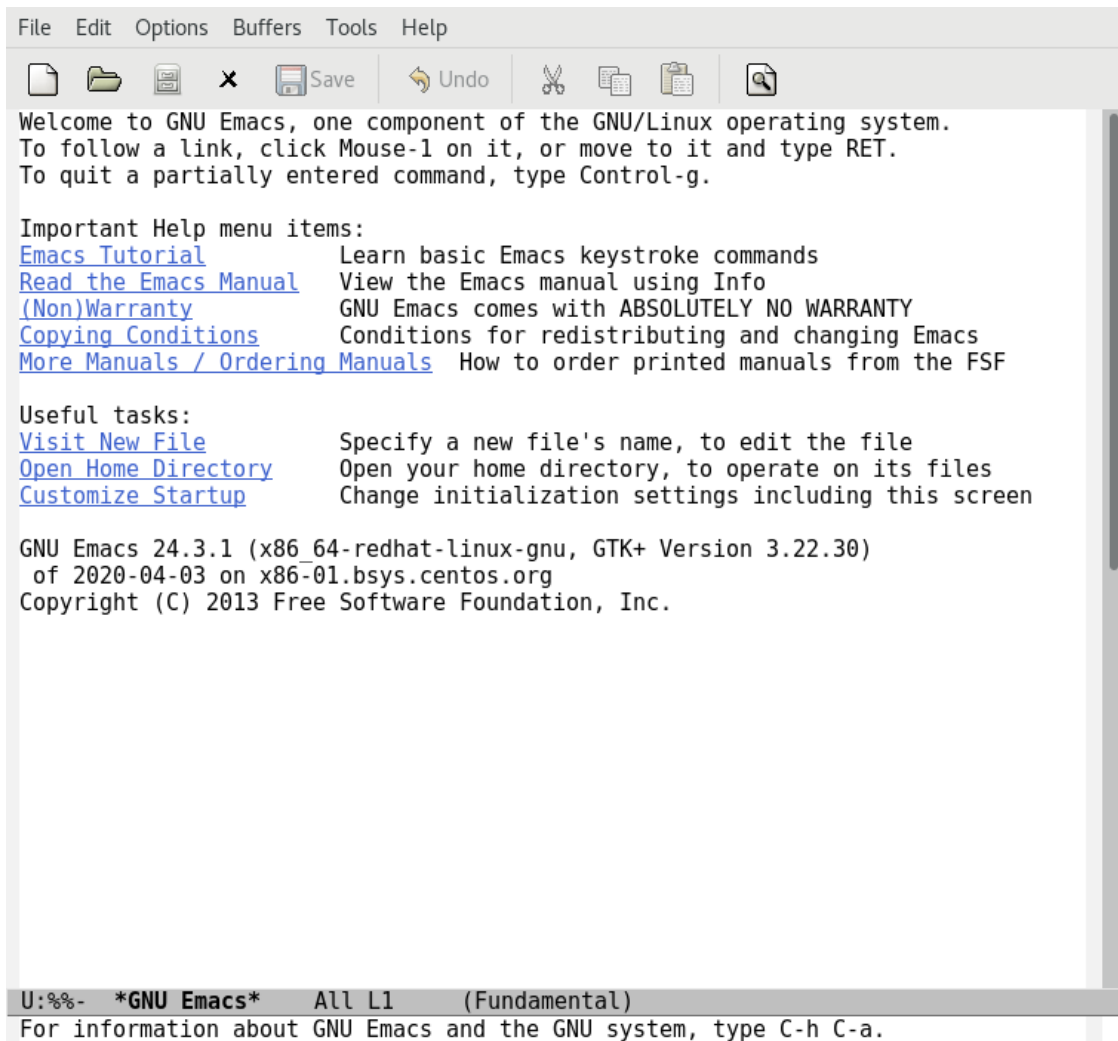 File Edit Options Buffers Tools Help
Save Undo
Welcome to GNU Emacs, one component of the GNU/Linux operating system.
To follow a link, click Mouse-1 on it, or move to it and type RET.
To quit a partially entered command, type Control-g.
Important Help menu items:
Emacs Tutorial Learn basic Emacs keystroke commands
Read the Emacs Manual View the Emacs manual using Info
(Non)Warranty GNU Emacs comes with ABSOLUTELY NO WARRANTY
Copying Conditions Conditions for redistributing and changing Emacs
More Manuals / Ordering Manuals How to order printed manuals from the FSF
Useful tasks:
Visit New File Specify a new file's name, to edit the file
Open Home Directory Open your home directory, to operate on its files
Customize Startup Change initialization settings including this screen
GNU Emacs 24.3.1 (x86_64-redhat-linux-gnu, GTK+ Version 3.22.30)
of 2020-04-03 on x86-01.bsys.centos.org
Copyright (C) 2013 Free Software Foundation, Inc.
U:%%- *GNU Emacs* All L1 (Fundamental)
For information about GNU Emacs and the GNU system, type C-h C-a.